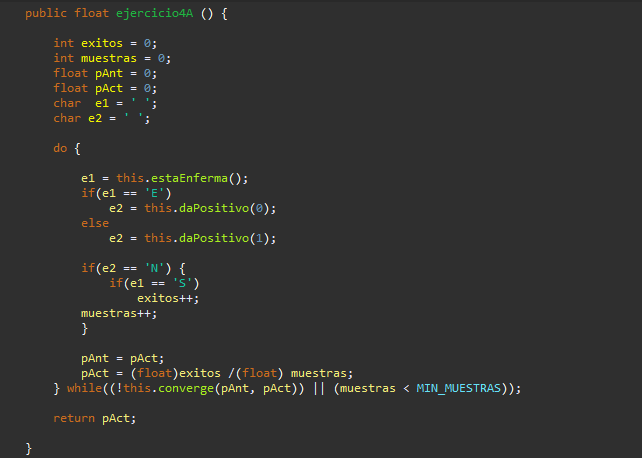 public float ejercicio4A () {
int exitos = 0;
int muestras = 0;
float pAnt = 0;
float pAct = 0;
char  e1 = ' ';
char e2 = ' ';
do {
e1 = this.estaEnferma();
if(e1 == 'E')
e2 = this.daPositivo(0);
else
e2 = this.daPositivo(1);
if(e2 == 'N') {
if(e1 == 'S')
exitos++;
muestras++;
}
pAnt = pAct;
pAct = (float)exitos /(float) muestras;
} while((!this.converge(pAnt, pAct)) || (muestras < MIN_MUESTRAS));
return pAct;
}